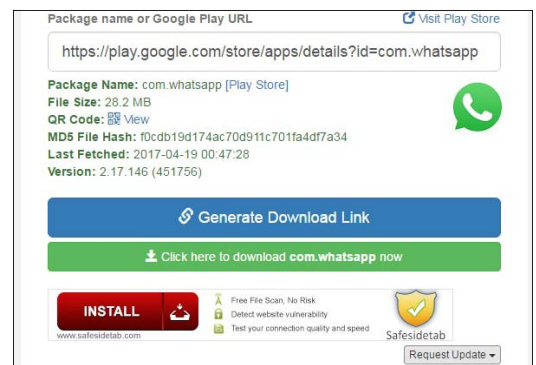 Package name or Google Play URL Visit Play Store
https://play.google.com/store/apps/details?id=com.whatsapp
Package Name: com.whatsapp [Play Store]
File Size: 28.2 MB
QR Code: View
MD5 File Hash: f0cdb19d174ac70d911c701fa4df7a34
Last Fetched: 2017-04-19 00:47:28
Version: 2.17.146 (451756)
Generate Download Link
Click here to download com.whatsapp now
INSTALL
www.safesidetab.com
Free File Scan, No Risk
Detect website vulnerability
Test your connection quality and speed
Safesidetab
Request Update